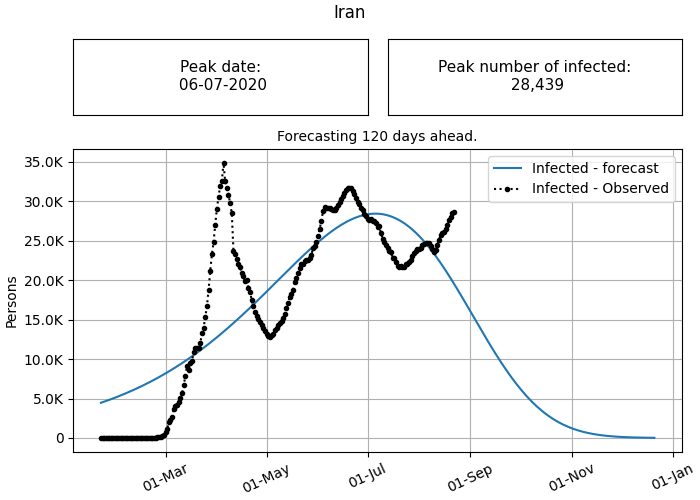 Iran
Peak date:
06-07-2020
Peak number of infected:
28,439
Forecasting 120 days ahead.
35.0K
30.0K
25.0K
20.0K
15.0K
10.0K
5.0K
0
Persons
Infected - forecast
Infected - Observed
01-Mar
01-May
01-Jul
01-Sep
01-Nov
01-Jan